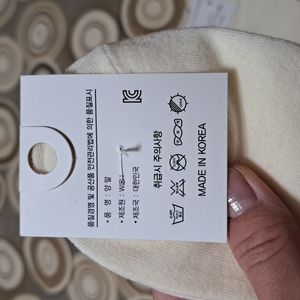 품질경영 및 공산품 안전관리법에 의한 품질표시
• 품 명 : 양 말
• 제조원 :
• 제조국 : 대한민국
취급시 주의사항
MADE IN KOREA